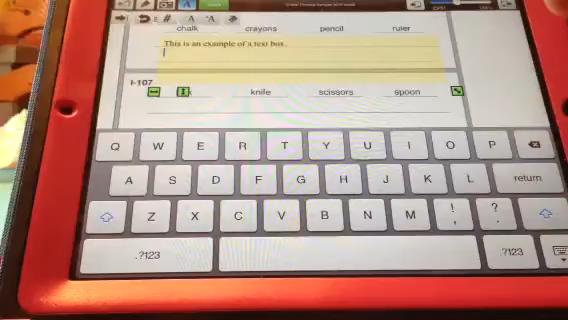 chalk crayons pencil ruler
This is an example of a text box.
I-107
knife scissors spoon
Q W E R T Y U I O P
A S D F G H J K L return
Z X C V B N M ! , ? .
.?123 .?123